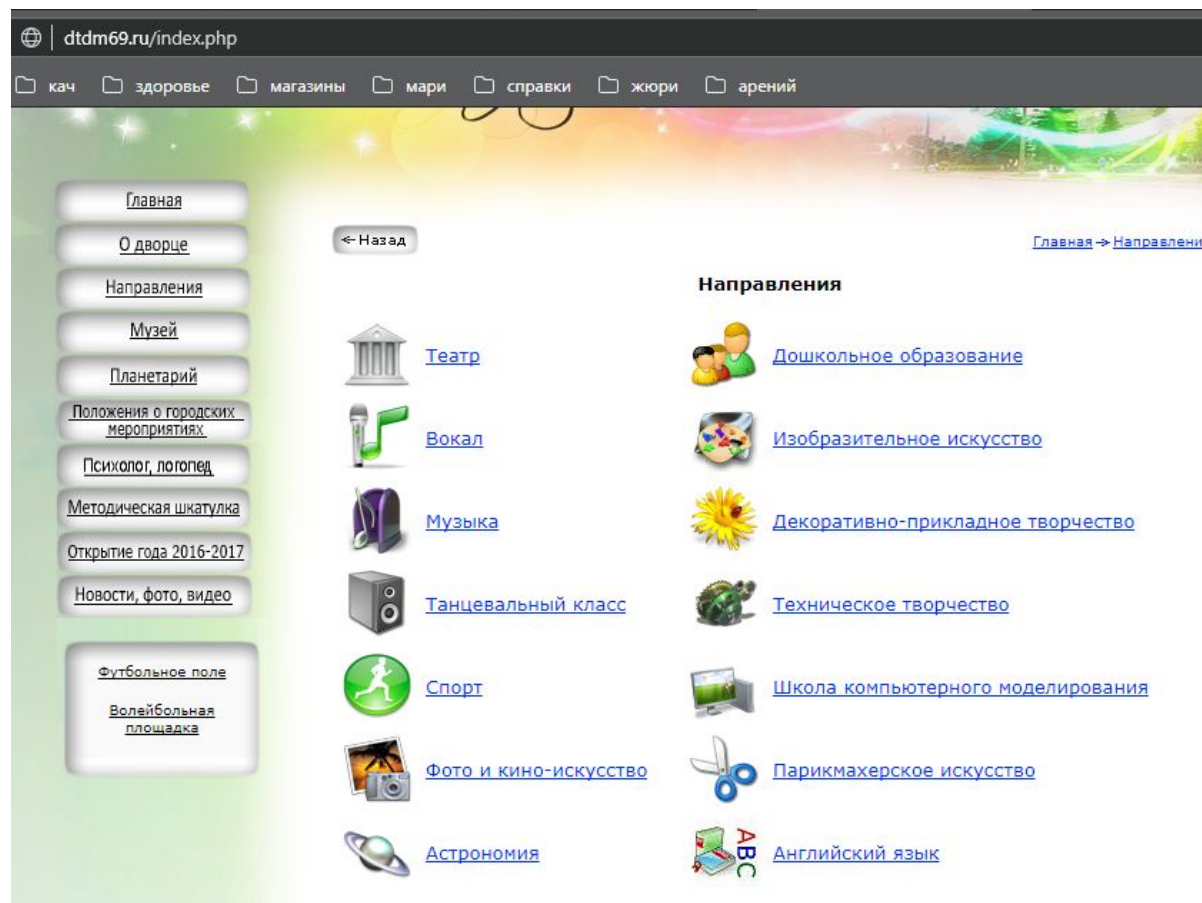 dtdm69.ru/index.php
кач здоровье магазины мари справки жюри арений
Главная
О дворце
Направления
Музей
Планетарий
Положения о городских
мероприятиях
Психолог, логопед
Методическая шкатулка
Открытие года 2016-2017
Новости, фото, видео
Футбольное поле
Волейбольная
площадка
Назад
Главная Направлени
Направления
Театр
Дошкольное образование
Вокал
Изобразительное искусство
Музыка
Декоративно-прикладное творчество
Танцевальный класс
Техническое творчество
Спорт
Школа компьютерного моделирования
Фото и кино-искусство
Парикмахерское искусство
Астрономия
ABC
Английский язык